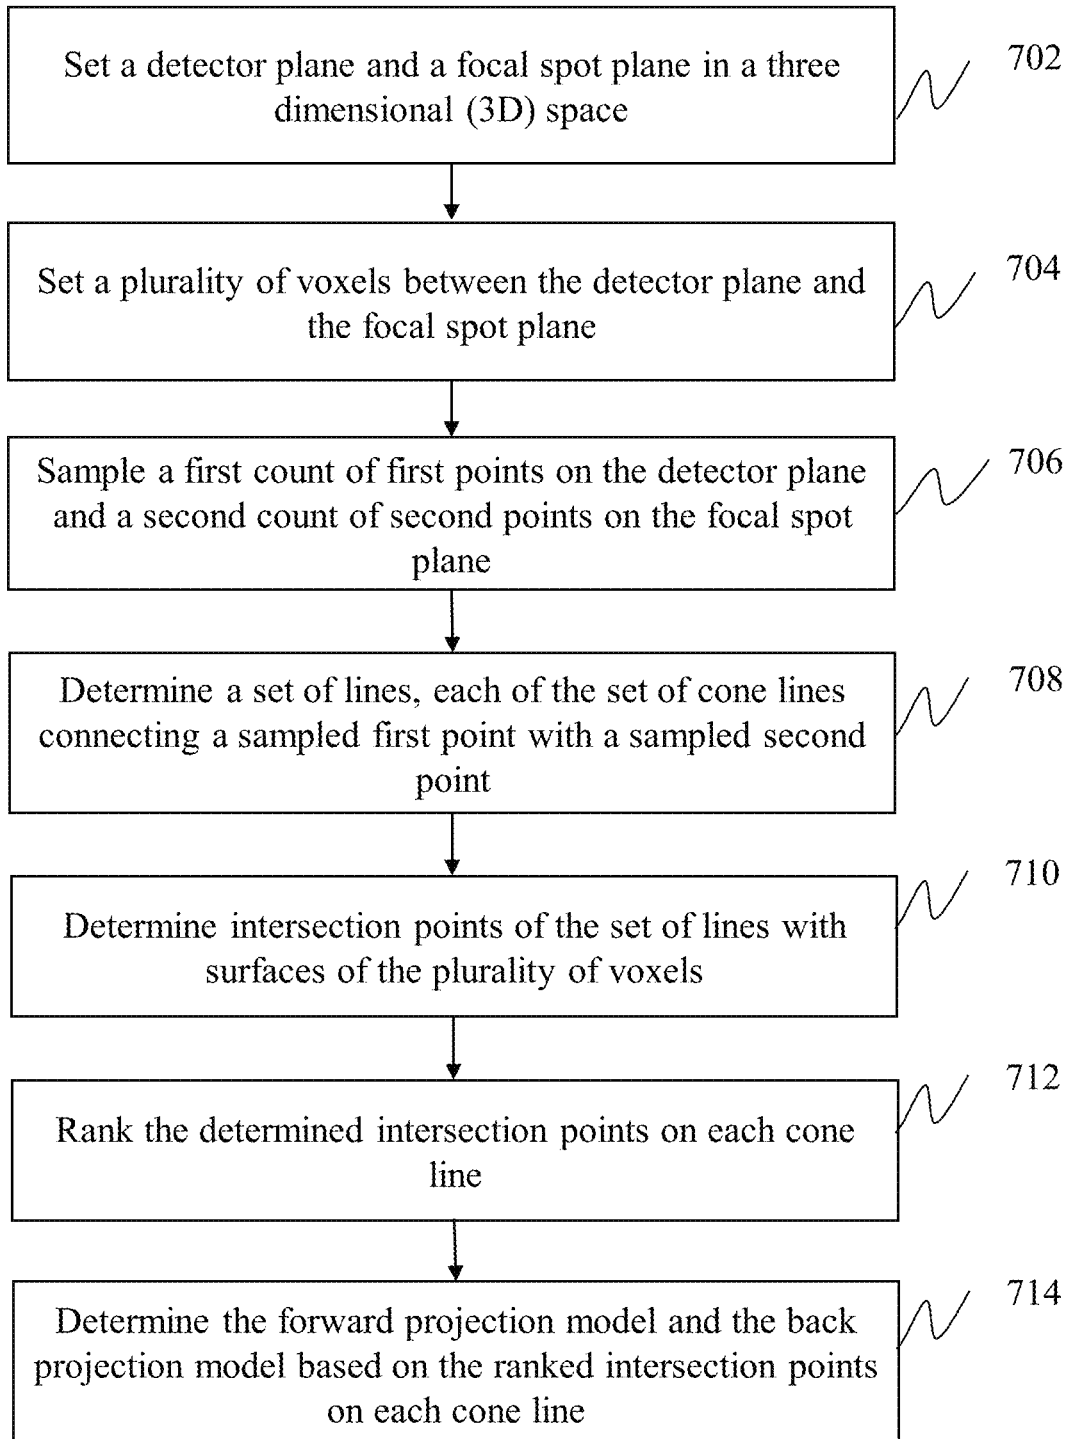 Set a detector plane and a focal spot plane in a three
dimensional (3D) space
702
Set a plurality of voxels between the detector plane and
the focal spot plane
704
Sample a first count of first points on the detector plane
and a second count of second points on the focal spot
plane
706
Determine a set of lines, each of the set of cone lines
connecting a sampled first point with a sampled second
point
708
Determine intersection points of the set of lines with
surfaces of the plurality of voxels
710
Rank the determined intersection points on each cone
line
712
Determine the forward projection model and the back
projection model based on the ranked intersection points
on each cone line
714